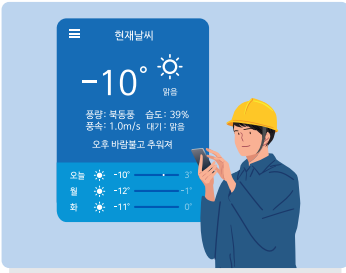 현재날씨
-10°
맑음
풍량: 북동풍 습도: 39%
풍속: 1.0m/s 대기: 맑음
오후 바람불고 추워져
오늘 -10° 3°
월 -12° -1°
화 -11° 0°